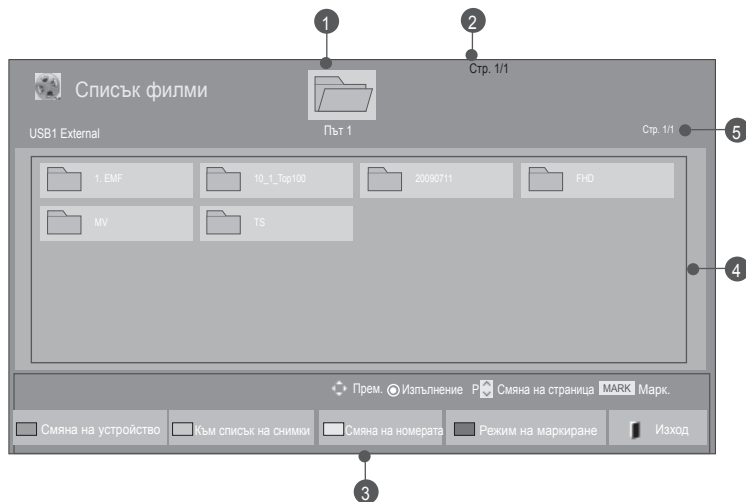 1
2
Стр. 1/1
Списък филми
USB1 External
Път 1
Стр. 1/1
5
1. EMF
10_1_Top100
20090711
FHD
MV
TS
4
Прем. Изпълнение P Смяна на страница MARK Марк.
Смяна на устройство Към списък на снимки Смяна на номерата Режим на маркиране Изход
3